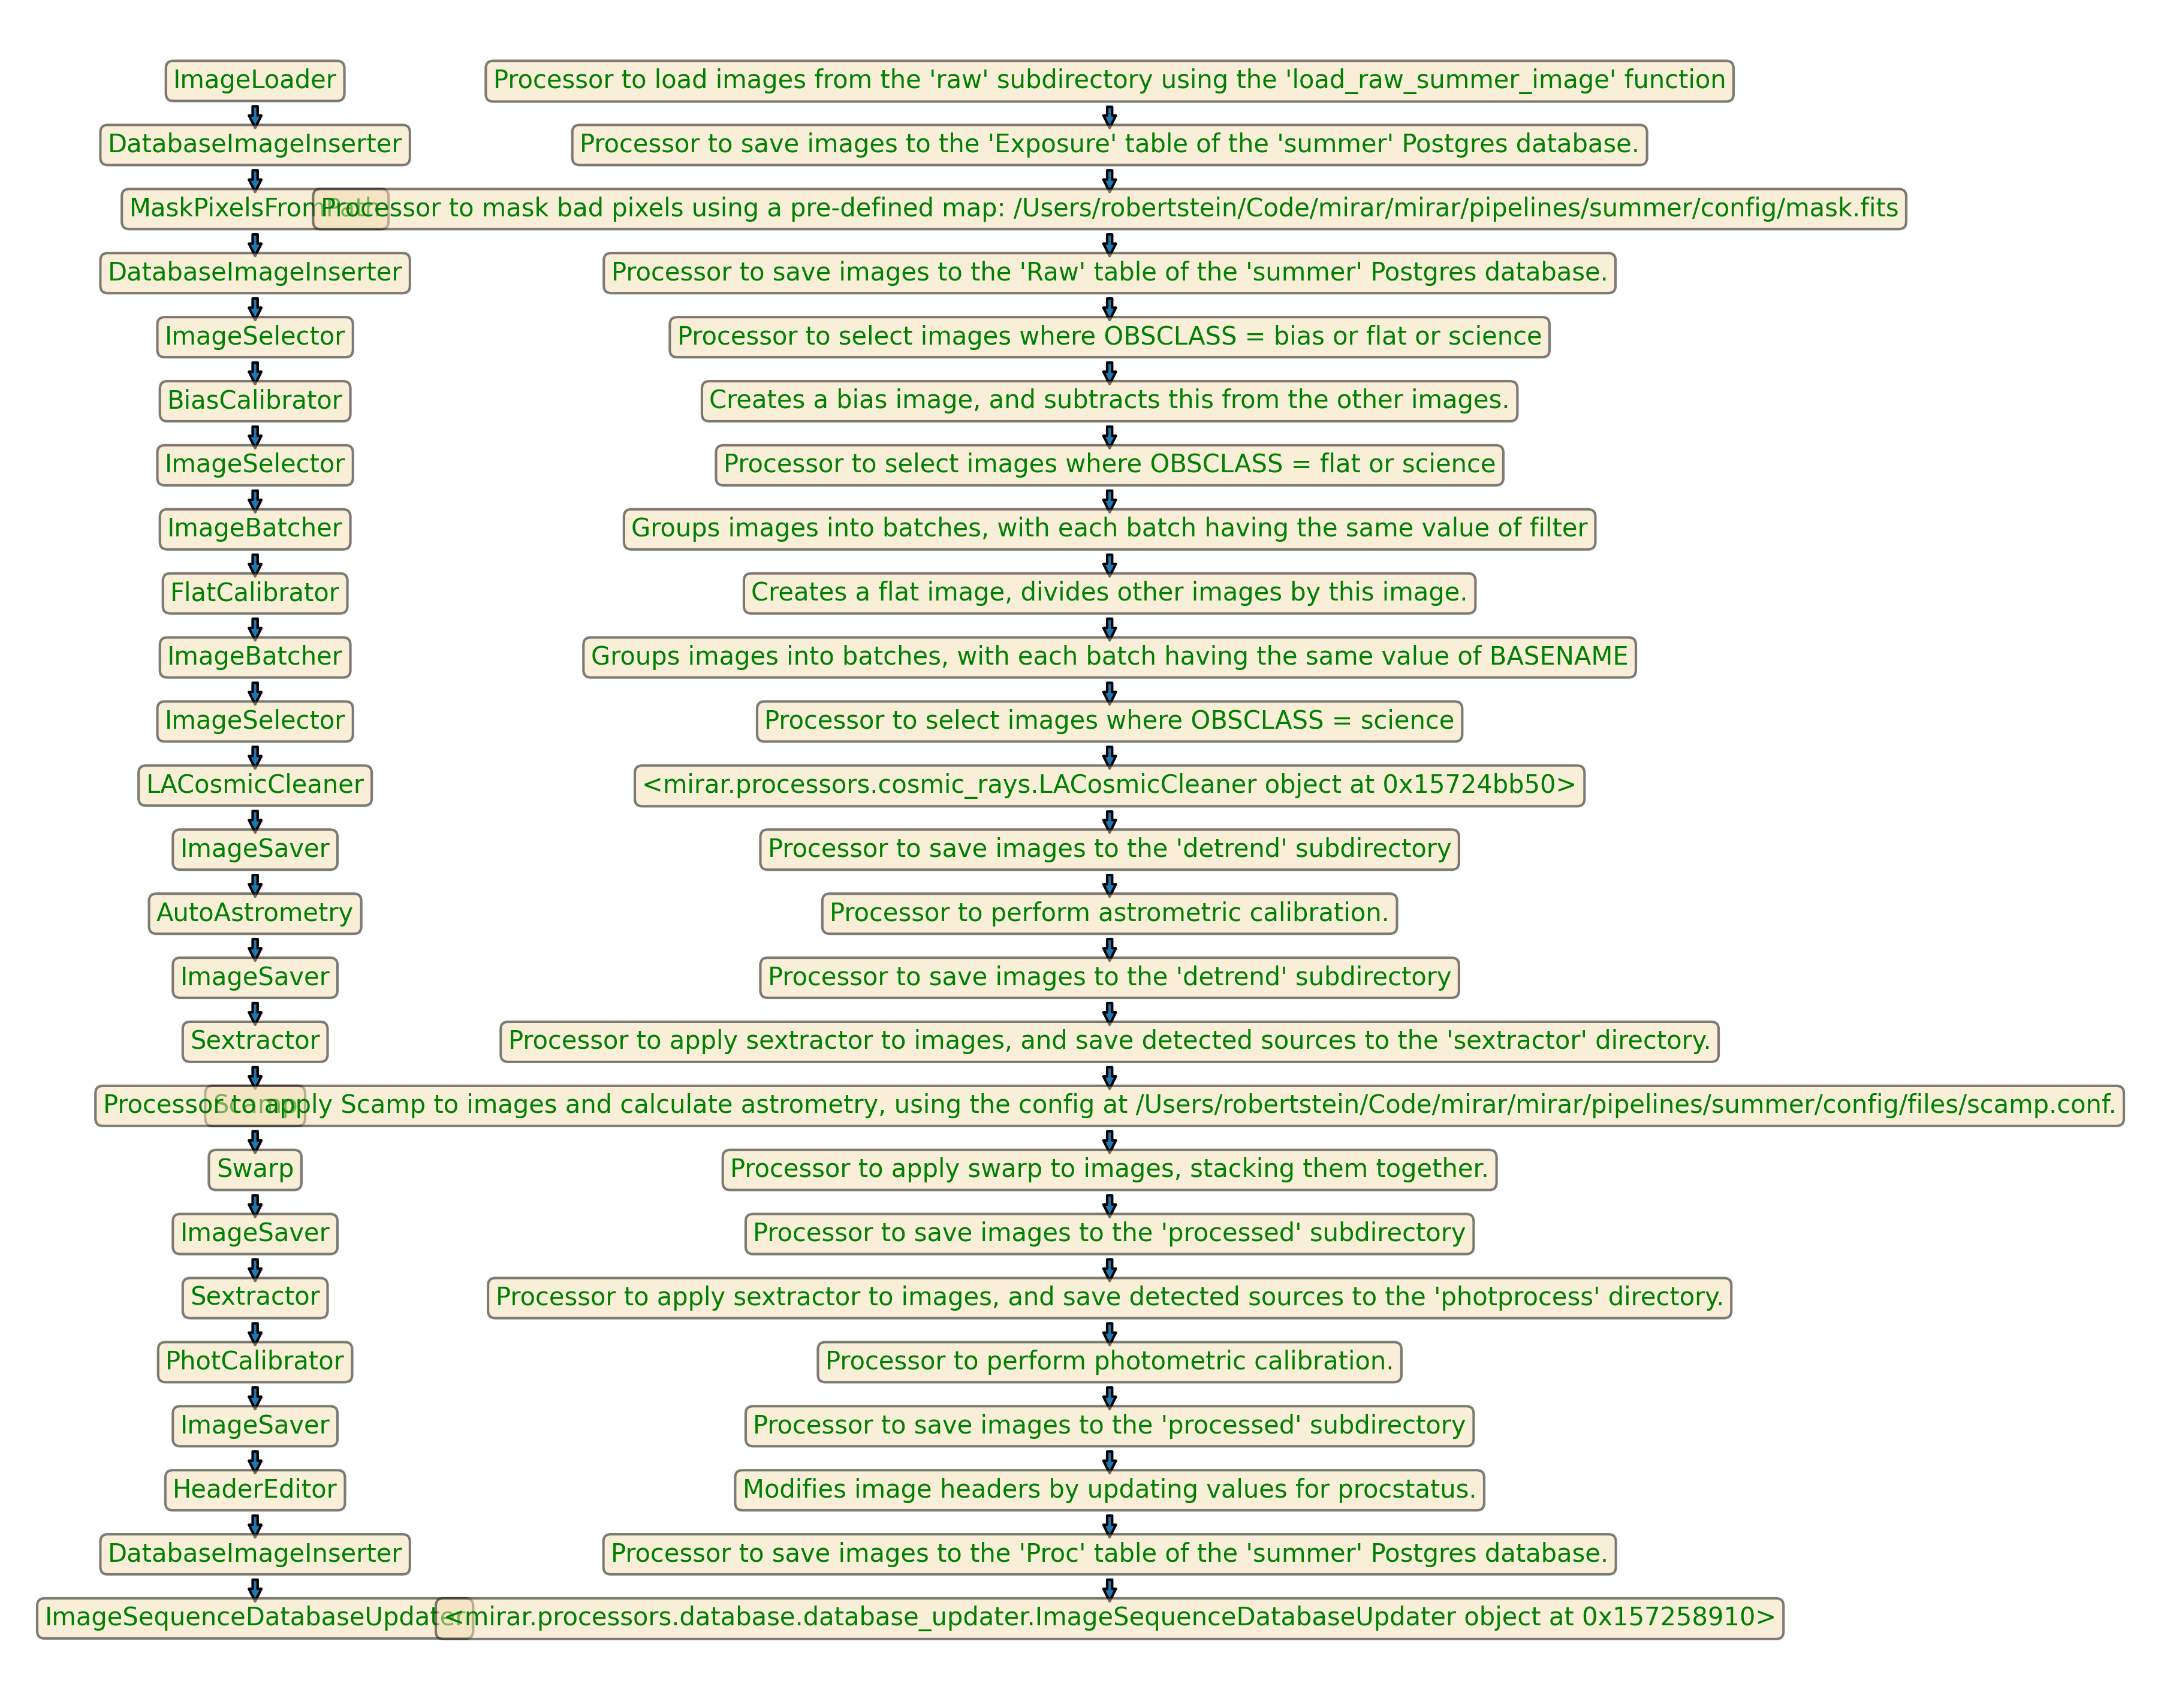 ImageLoader Processor to load images from the 'raw' subdirectory using the 'load_raw_summer_image' function
DatabaseImageInserter Processor to save images to the 'Exposure' table of the 'summer' Postgres database.
MaskPixelsFromPath Processor to mask bad pixels using a pre-defined map: /Users/robertstein/Code/mirar/mirar/pipelines/summer/config/mask.fits
DatabaseImageInserter Processor to save images to the 'Raw' table of the 'summer' Postgres database.
ImageSelector Processor to select images where OBSCLASS = bias or flat or science
BiasCalibrator Creates a bias image, and subtracts this from the other images.
ImageSelector Processor to select images where OBSCLASS = flat or science
ImageBatcher Groups images into batches, with each batch having the same value of filter
FlatCalibrator Creates a flat image, divides other images by this image.
ImageBatcher Groups images into batches, with each batch having the same value of BASENAME
ImageSelector Processor to select images where OBSCLASS = science
LACosmicCleaner <mirar.processors.cosmic_rays.LACosmicCleaner object at 0x15724bb50>
ImageSaver Processor to save images to the 'detrend' subdirectory
AutoAstrometry Processor to perform astrometric calibration.
ImageSaver Processor to save images to the 'detrend' subdirectory
Sextractor Processor to apply sextractor to images, and save detected sources to the 'sextractor' directory.
Scamp Processor to apply Scamp to images and calculate astrometry, using the config at /Users/robertstein/Code/mirar/mirar/pipelines/summer/config/files/scamp.conf.
Swarp Processor to apply swarp to images, stacking them together.
ImageSaver Processor to save images to the 'processed' subdirectory
Sextractor Processor to apply sextractor to images, and save detected sources to the 'photprocess' directory.
PhotCalibrator Processor to perform photometric calibration.
ImageSaver Processor to save images to the 'processed' subdirectory
HeaderEditor Modifies image headers by updating values for procstatus.
DatabaseImageInserter Processor to save images to the 'Proc' table of the 'summer' Postgres database.
ImageSequenceDatabaseUpdater <mirar.processors.database.database_updater.ImageSequenceDatabaseUpdater object at 0x157258910>